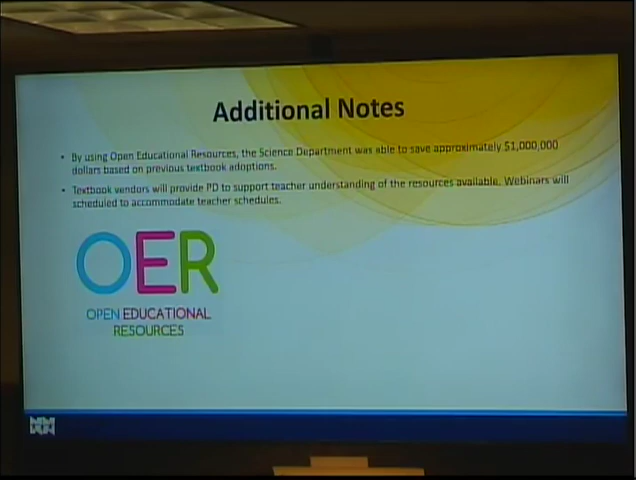 Additional Notes
• By using Open Educational Resources, the Science Department was able to save approximately $1,000,000
dollars based on previous textbook adoptions.
• Textbook vendors will provide PD to support teacher understanding of the resources available. Webinars will
scheduled to accommodate teacher schedules.
OER
OPEN EDUCATIONAL
RESOURCES